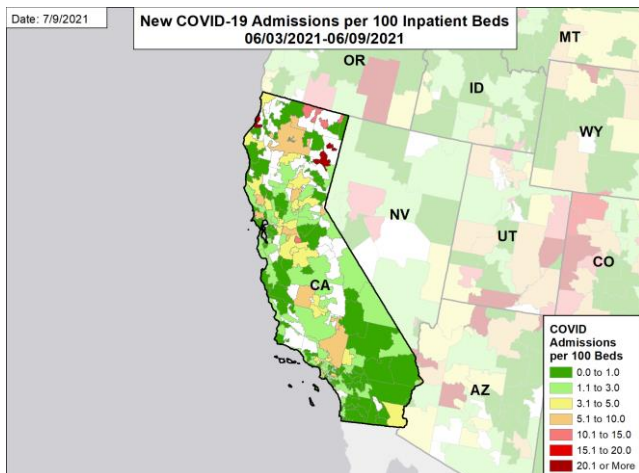 Date: 7/9/2021
New COVID-19 Admissions per 100 Inpatient Beds
06/03/2021-06/09/2021
MT
OR
ID
WY
NV
UT
CO
CA
AZ
COVID
Admissions
per 100 Beds
0.0 to 1.0
1.1 to 3.0
3.1 to 5.0
5.1 to 10.0
10.1 to 15.0
15.1 to 20.0
20.1 or More